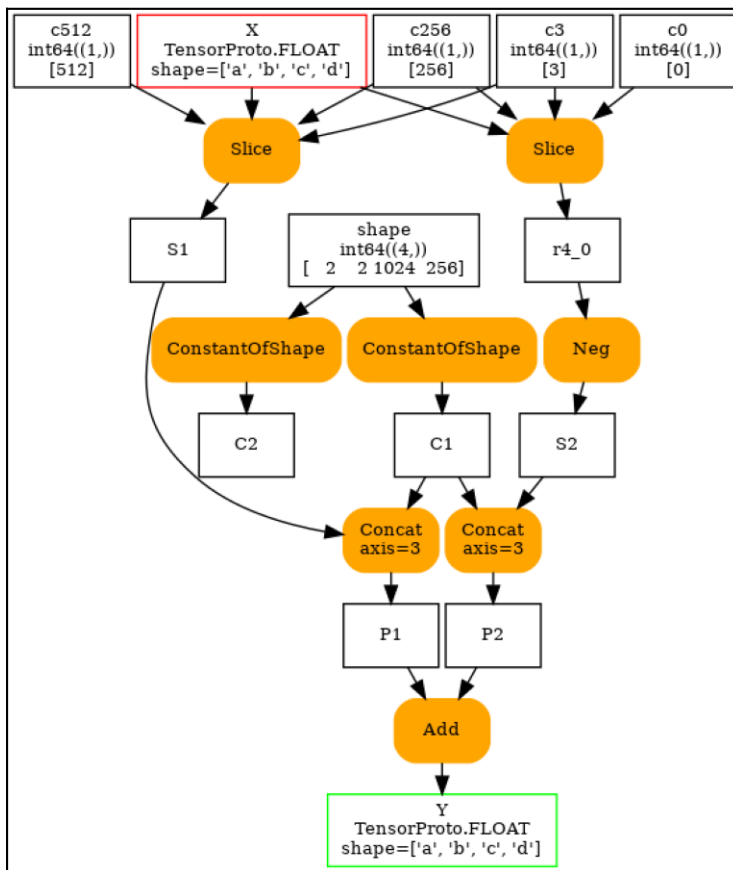 c512
int64((1,))
[512]
X
TensorProto.FLOAT
shape=['a', 'b', 'c', 'd']
c256
int64((1,))
[256]
c3
int64((1,))
[3]
c0
int64((1,))
[0]
Slice
Slice
S1
shape
int64((4,))
[   2    2 1024  256]
r4_0
ConstantOfShape
ConstantOfShape
Neg
C2
C1
S2
Concat
axis=3
Concat
axis=3
P1
P2
Add
Y
TensorProto.FLOAT
shape=['a', 'b', 'c', 'd']